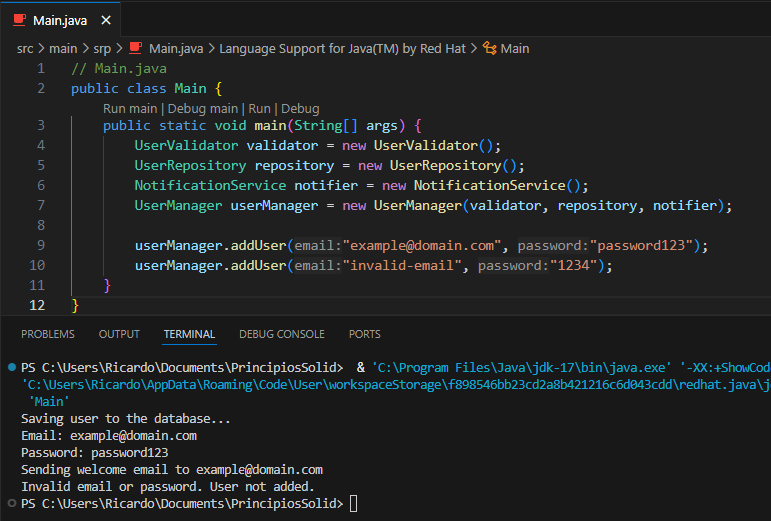 Main.java ×
src > main > srp > Main.java > Language Support for Java(TM) by Red Hat > Main
1 // Main.java
2 public class Main {
Run main | Debug main | Run | Debug
3 public static void main(String[] args) {
4 UserValidator validator = new UserValidator();
5 UserRepository repository = new UserRepository();
6 NotificationService notifier = new NotificationService();
7 UserManager userManager = new UserManager(validator, repository, notifier);
8
9 userManager.addUser(email:"example@domain.com", password:"password123");
10 userManager.addUser(email:"invalid-email", password:"1234");
11 }
12 }
PROBLEMS OUTPUT TERMINAL DEBUG CONSOLE PORTS
PS C:\Users\Ricardo\Documents\PrincipiosSolid> & 'C:\Program Files\Java\jdk-17\bin\java.exe' '-XX:+ShowCod
'C:\Users\Ricardo\AppData\Roaming\Code\User\workspaceStorage\f898546bb23cd2a8b421216c6d043cdd\redhat.java\j
'Main'
Saving user to the database...
Email: example@domain.com
Password: password123
Sending welcome email to example@domain.com
Invalid email or password. User not added.
PS C:\Users\Ricardo\Documents\PrincipiosSolid>